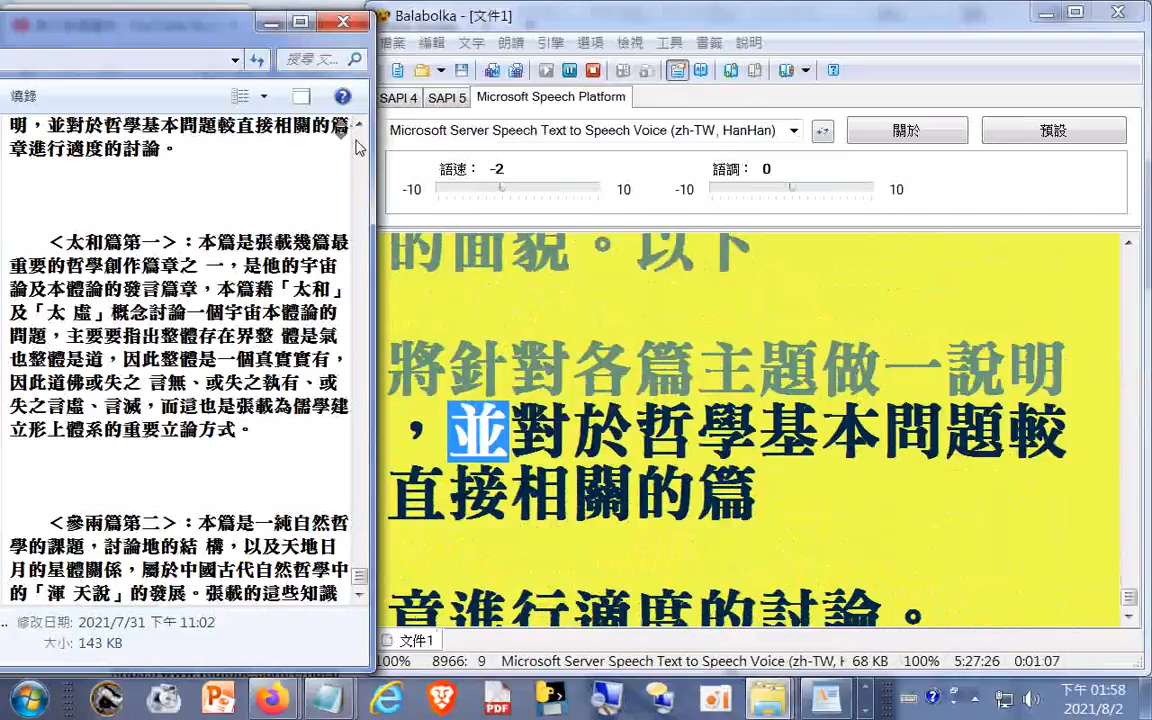 Balabolka - [文件1]
檔案 編輯 文字 朗讀 引擎 選項 檢視 工具 書籤 說明
搜尋 文...
燒錄
SAPI 4 SAPI 5 Microsoft Speech Platform
Microsoft Server Speech Text to Speech Voice (zh-TW, HanHan)
關於
預設
語速： -2
語調： 0
-10 10
-10 10
明，並對於哲學基本問題較直接相關的篇
章進行適度的討論。
＜太和篇第一＞：本篇是張載幾篇最
重要的哲學創作篇章之 一，是他的宇宙
論及本體論的發言篇章，本篇藉「太和」
及「太 虛」概念討論一個宇宙本體論的
問題，主要要指出整體存在界整 體是氣
也整體是道，因此整體是一個真實實有，
因此道佛或失之 言無、或失之執有、或
失之言虛、言滅，而這也是張載為儒學建
立形上體系的重要立論方式。
＜參兩篇第二＞：本篇是一純自然哲
學的課題，討論地的結 構，以及天地日
月的星體關係，屬於中國古代自然哲學中
的「渾 天說」的發展。張載的這些知識
修改日期: 2021/7/31 下午 11:02
大小: 143 KB
的面貌。以下
將針對各篇主題做一說明
，並對於哲學基本問題較
直接相關的篇
章進行適度的討論。
文件1
100% 8966: 9 Microsoft Server Speech Text to Speech Voice (zh-TW, H 68 KB 100% 5:27:26 0:01:07
下午 01:58
2021/8/2